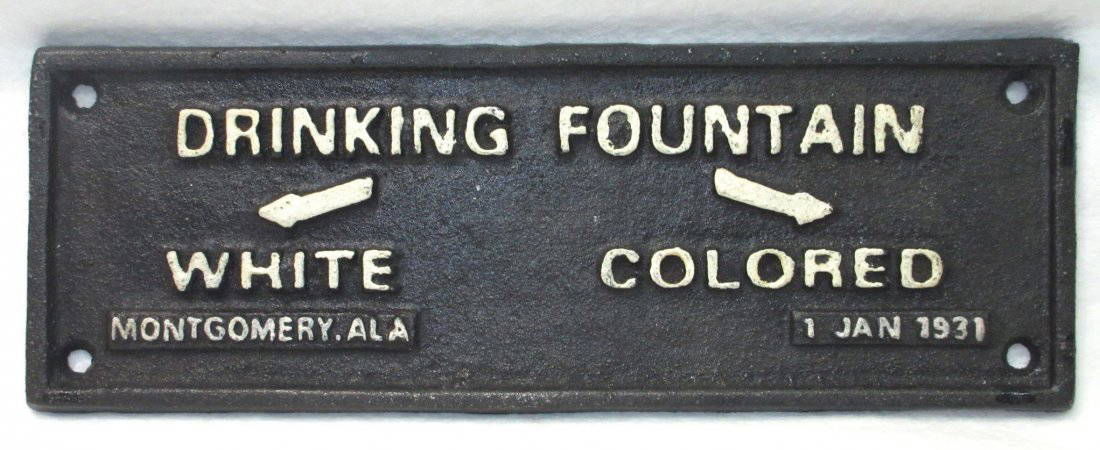 DRINKING FOUNTAIN
WHITE COLORED
MONTGOMERY.ALA 1 JAN 1931